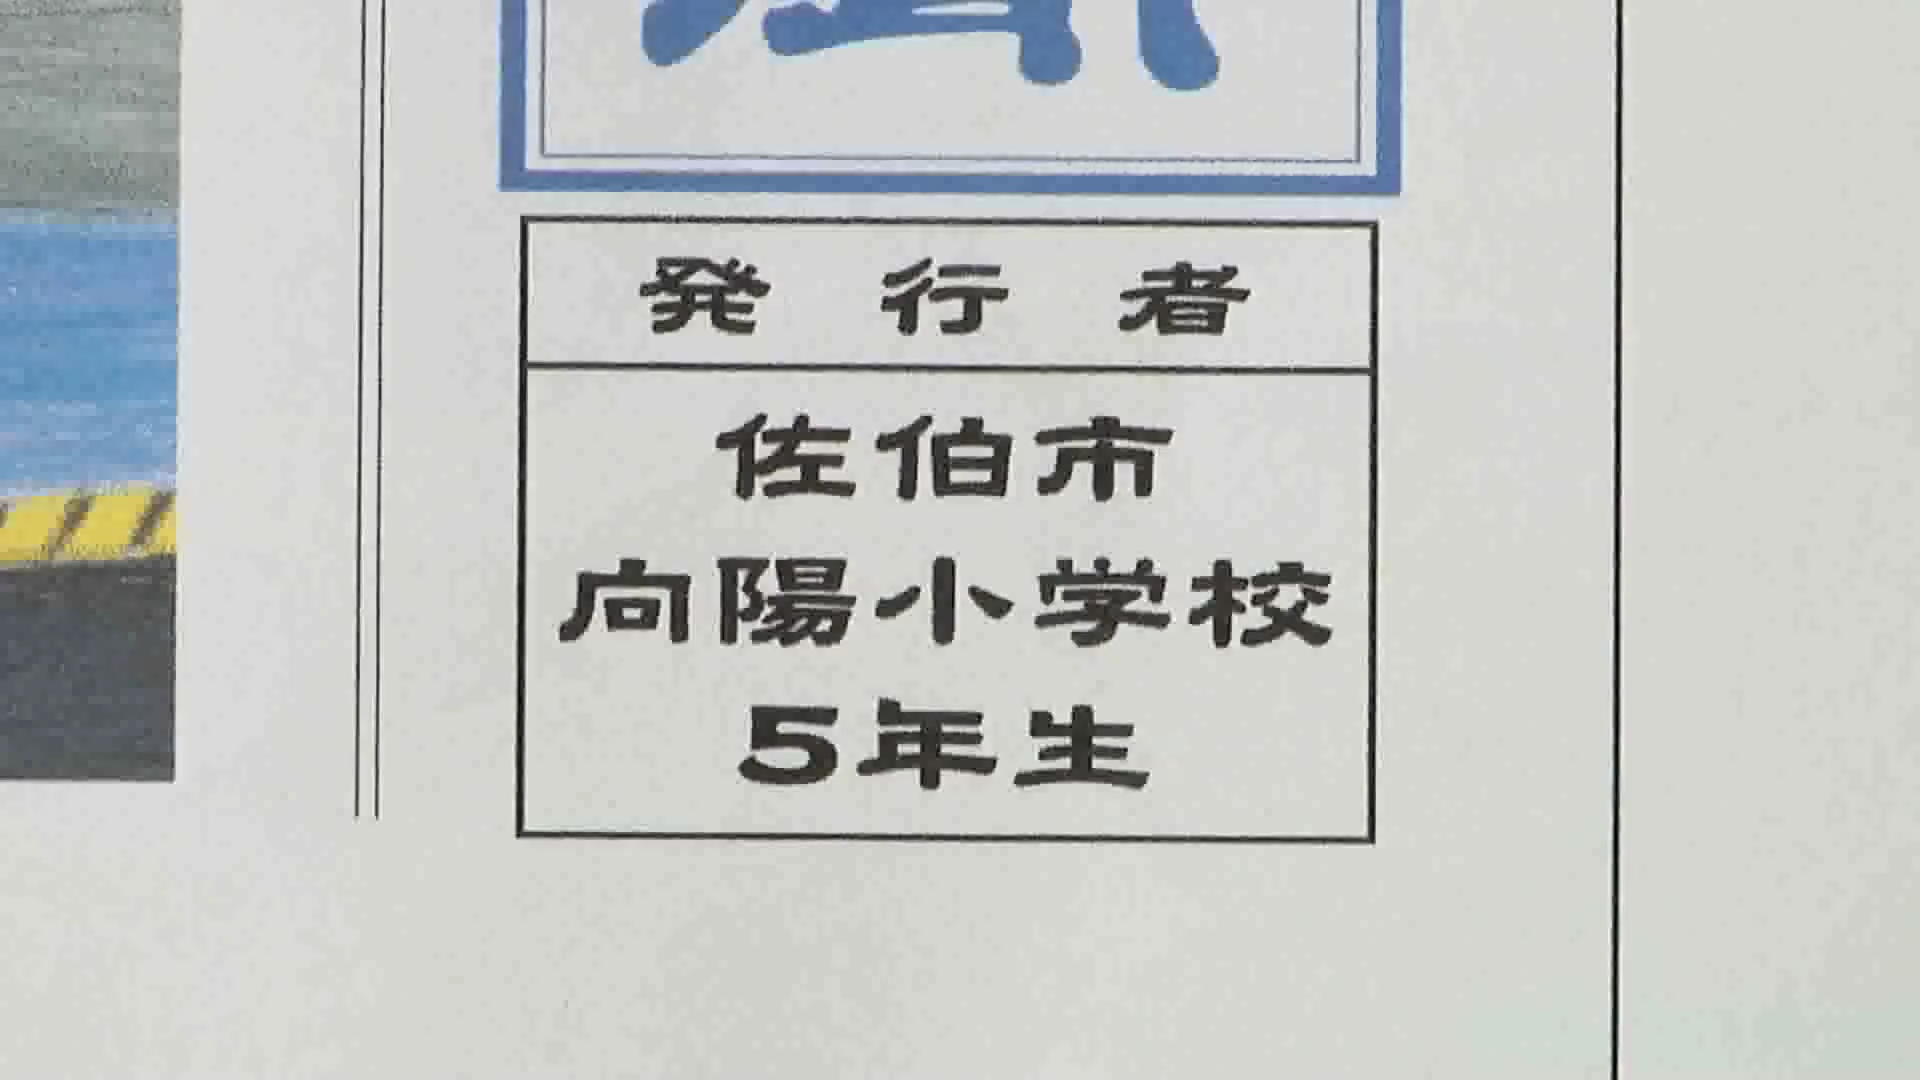 発行者
佐伯市
向陽小学校
5年生